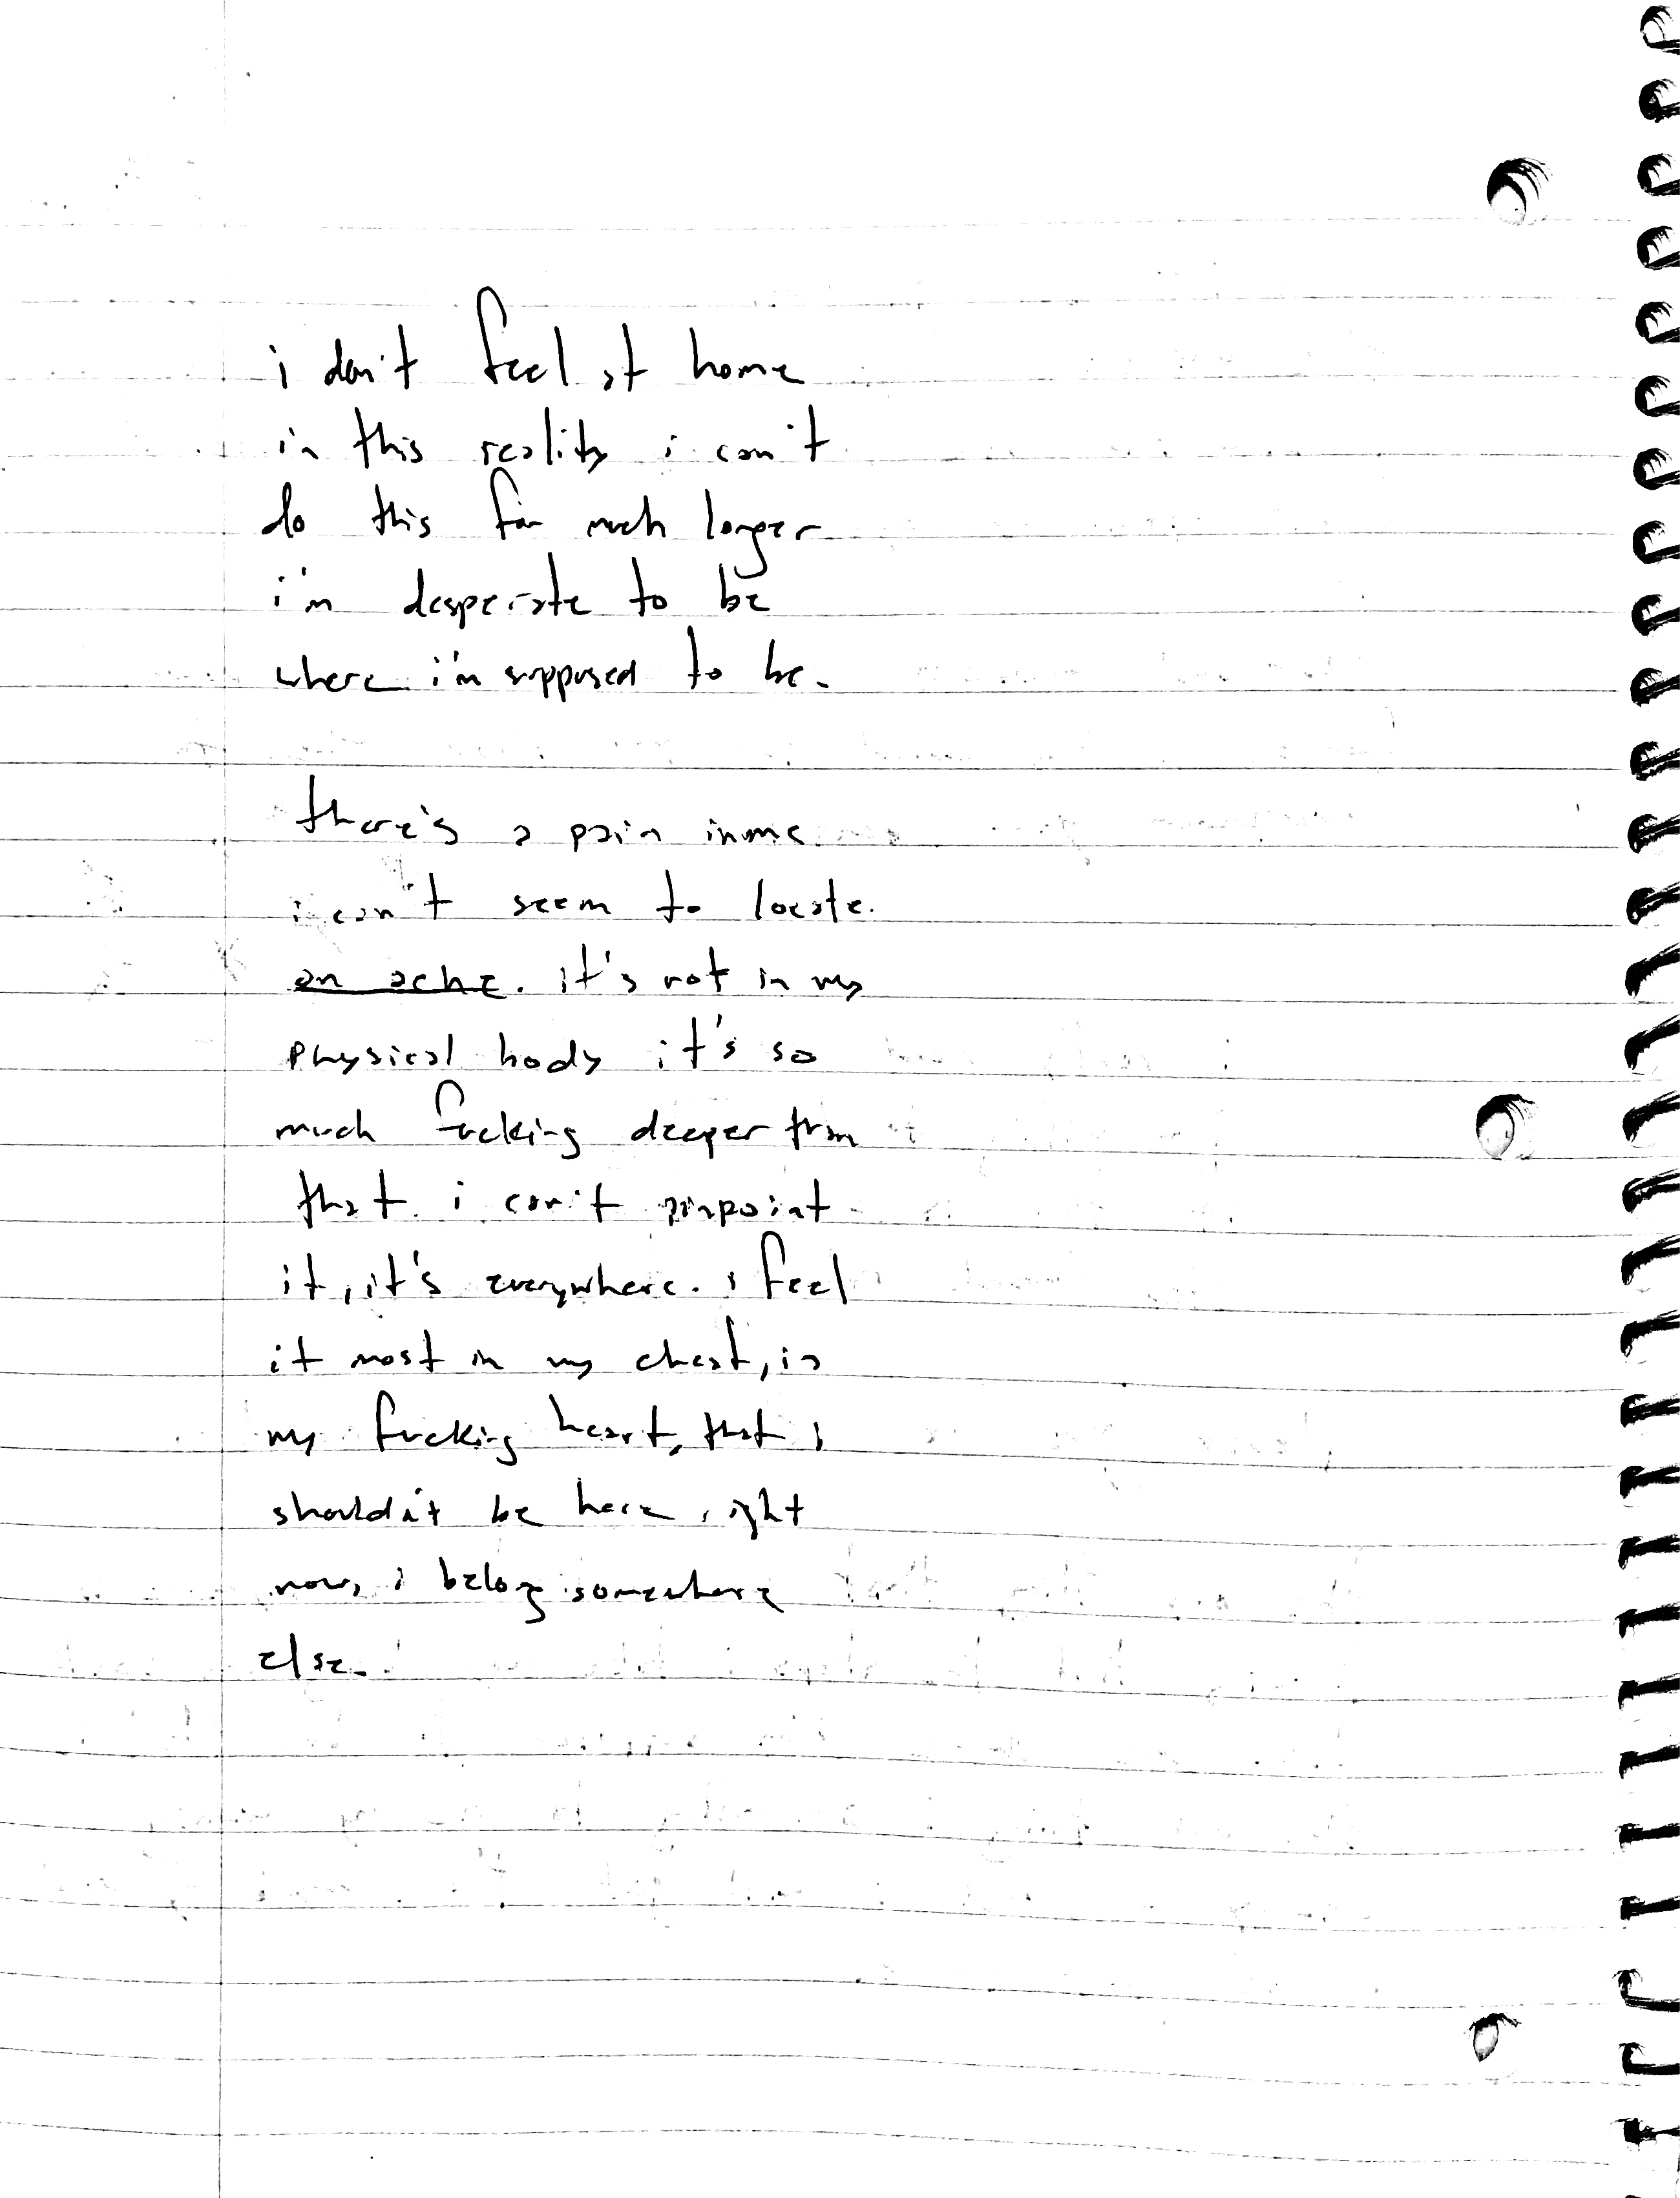 i don't feel at home
in this reality i can't
do this for much longer
i'm desperate to be
where i'm supposed to be.
there's a pain in me
i can't seem to locate.
an ache. it's not in my
physical body it's so
much fucking deeper than
that. i can't pinpoint
it, it's everywhere. i feel
it most in my chest, in
my fucking heart, that i
shouldn't be here right
now, i belong somewhere
else.